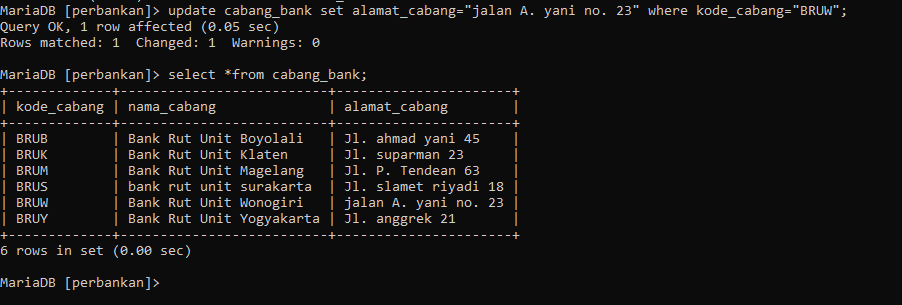 MariaDB [perbankan]> update cabang_bank set alamat_cabang="jalan A. yani no. 23" where kode_cabang="BRUW";
Query OK, 1 row affected (0.05 sec)
Rows matched: 1  Changed: 1  Warnings: 0

MariaDB [perbankan]> select *from cabang_bank;
+-------------+--------------------------+----------------------+
| kode_cabang | nama_cabang              | alamat_cabang        |
+-------------+--------------------------+----------------------+
| BRUB        | Bank Rut Unit Boyolali   | Jl. ahmad yani 45    |
| BRUK        | Bank Rut Unit Klaten     | Jl. suparman 23      |
| BRUM        | Bank Rut Unit Magelang   | Jl. P. Tendean 63    |
| BRUS        | bank rut unit surakarta  | Jl. slamet riyadi 18 |
| BRUW        | Bank Rut Unit Wonogiri   | jalan A. yani no. 23 |
| BRUY        | Bank Rut Unit Yogyakarta | Jl. anggrek 21       |
+-------------+--------------------------+----------------------+
6 rows in set (0.00 sec)

MariaDB [perbankan]>